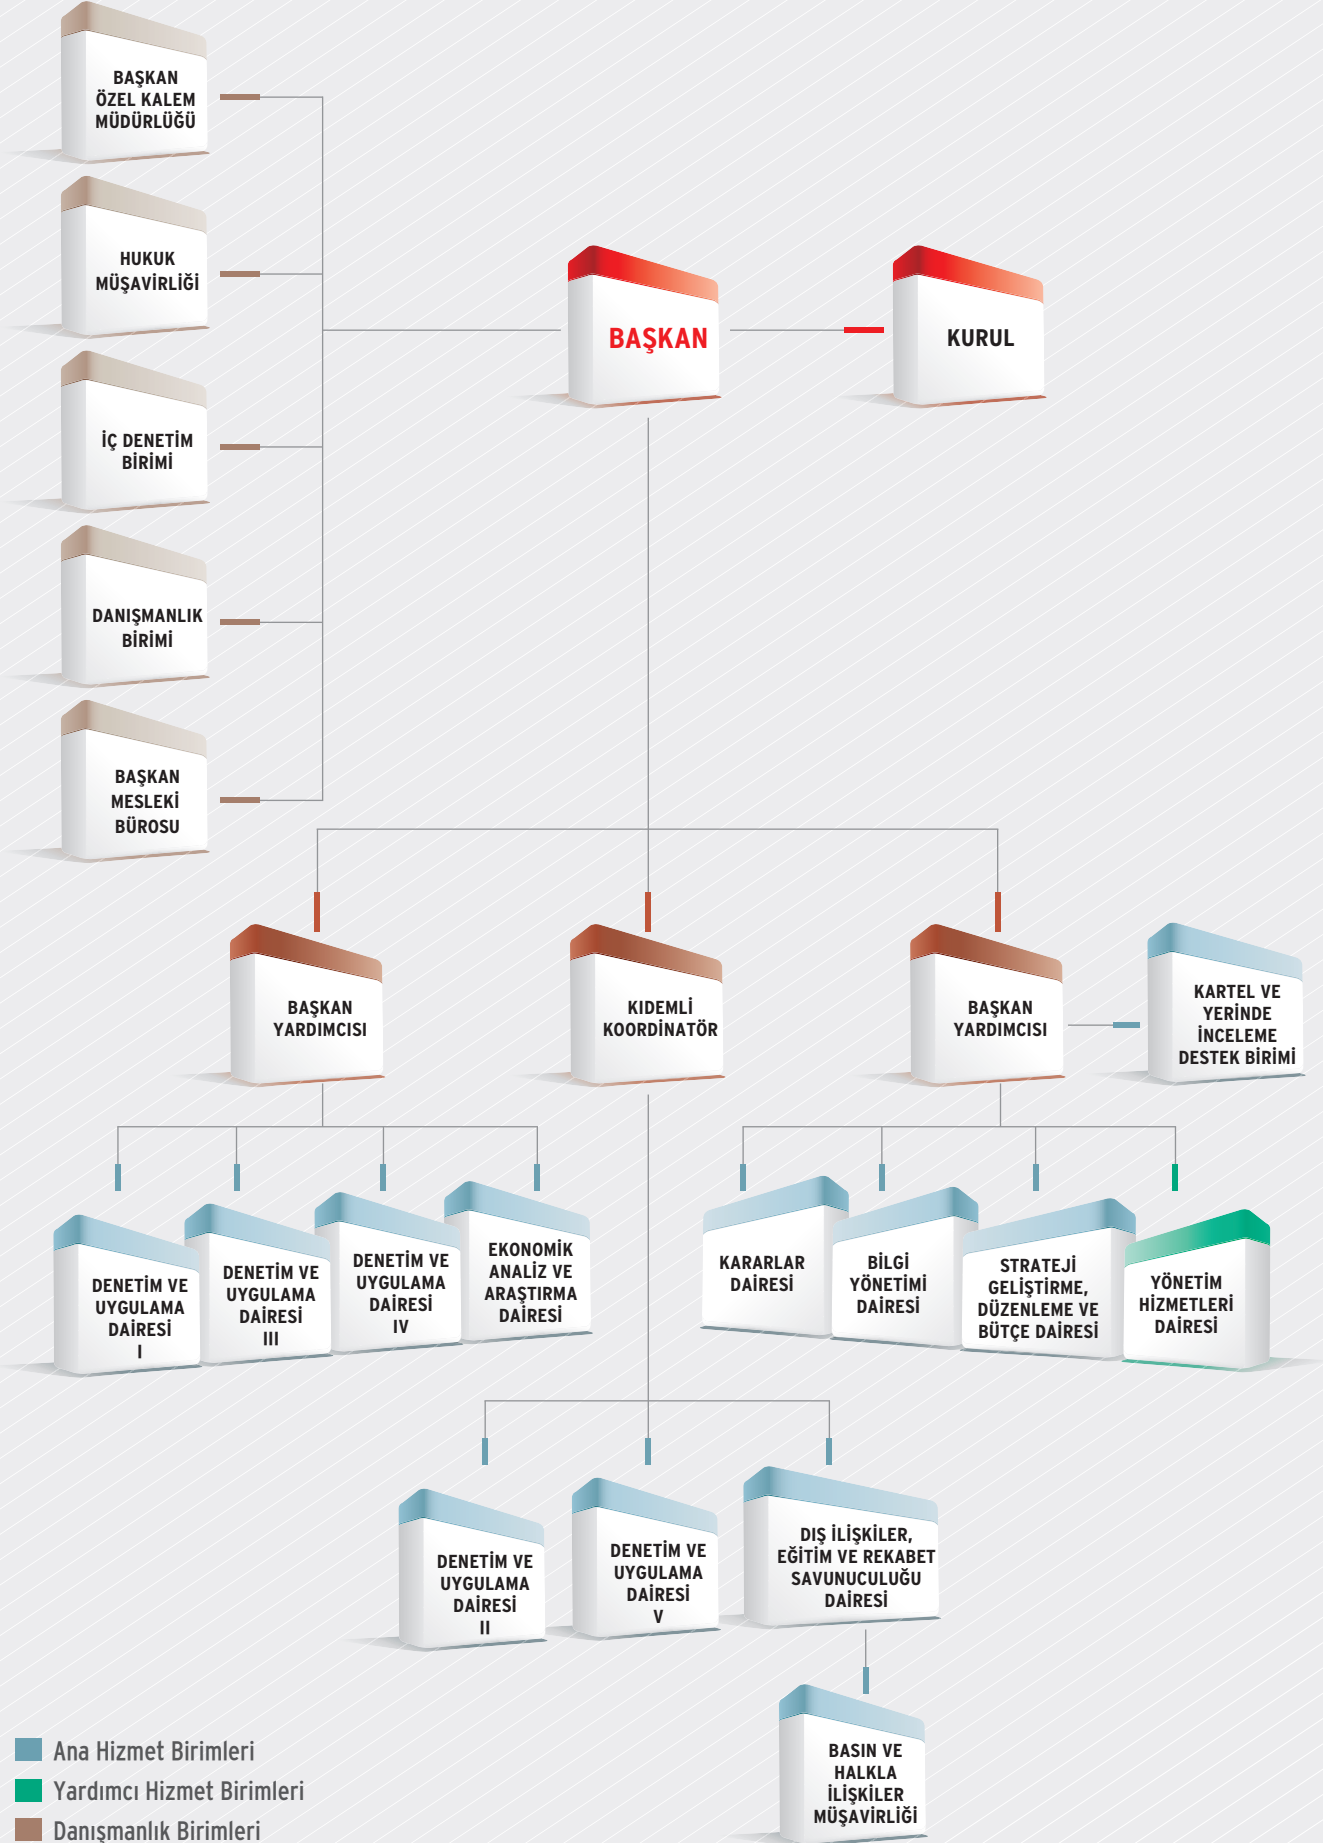 BAŞKAN
ÖZEL KALEM
MÜDÜRLÜĞÜ
HUKUK
MÜŞAVİRLİĞİ
İÇ DENETİM
BİRİMİ
DANIŞMANLIK
BİRİMİ
BAŞKAN
MESLEKİ
BÜROSU
BAŞKAN
KURUL
BAŞKAN
YARDIMCISI
KIDEMLİ
KOORDİNATÖR
BAŞKAN
YARDIMCISI
KARTEL VE
YERİNDE
İNCELEME
DESTEK BİRİMİ
DENETİM VE
UYGULAMA
DAİRESİ
I
DENETİM VE
UYGULAMA
DAİRESİ
III
DENETİM VE
UYGULAMA
DAİRESİ
IV
EKONOMİK
ANALİZ VE
ARAŞTIRMA
DAİRESİ
KARARLAR
DAİRESİ
BİLGİ
YÖNETİMİ
DAİRESİ
STRATEJİ
GELİŞTİRME,
DÜZENLEME VE
BÜTÇE DAİRESİ
YÖNETİM
HİZMETLERİ
DAİRESİ
DENETİM VE
UYGULAMA
DAİRESİ
II
DENETİM VE
UYGULAMA
DAİRESİ
V
DIŞ İLİŞKİLER,
EĞİTİM VE REKABET
SAVUNUCULUĞU
DAİRESİ
BASIN VE
HALKLA
İLİŞKİLER
MÜŞAVİRLİĞİ
Ana Hizmet Birimleri
Yardımcı Hizmet Birimleri
Danışmanlık Birimleri